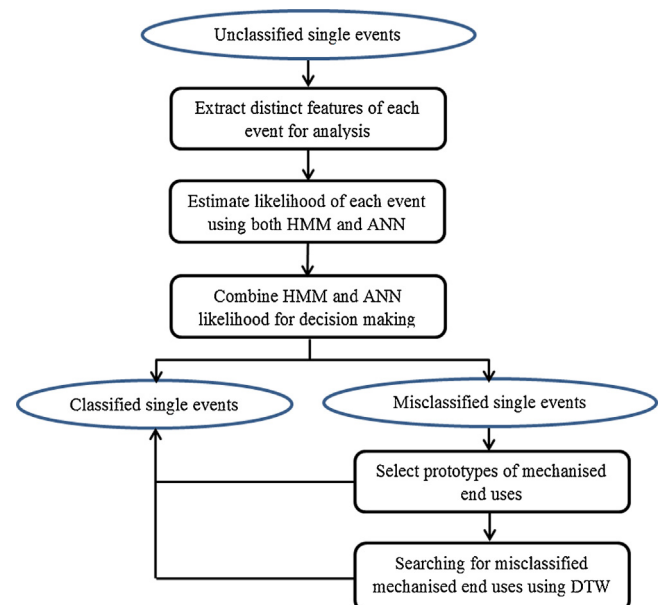 Unclassified single events
Extract distinct features of each
event for analysis
Estimate likelihood of each event
using both HMM and ANN
Combine HMM and ANN
likelihood for decision making
Classified single events
Misclassified single events
Select prototypes of mechanised
end uses
Searching for misclassified
mechanised end uses using DTW